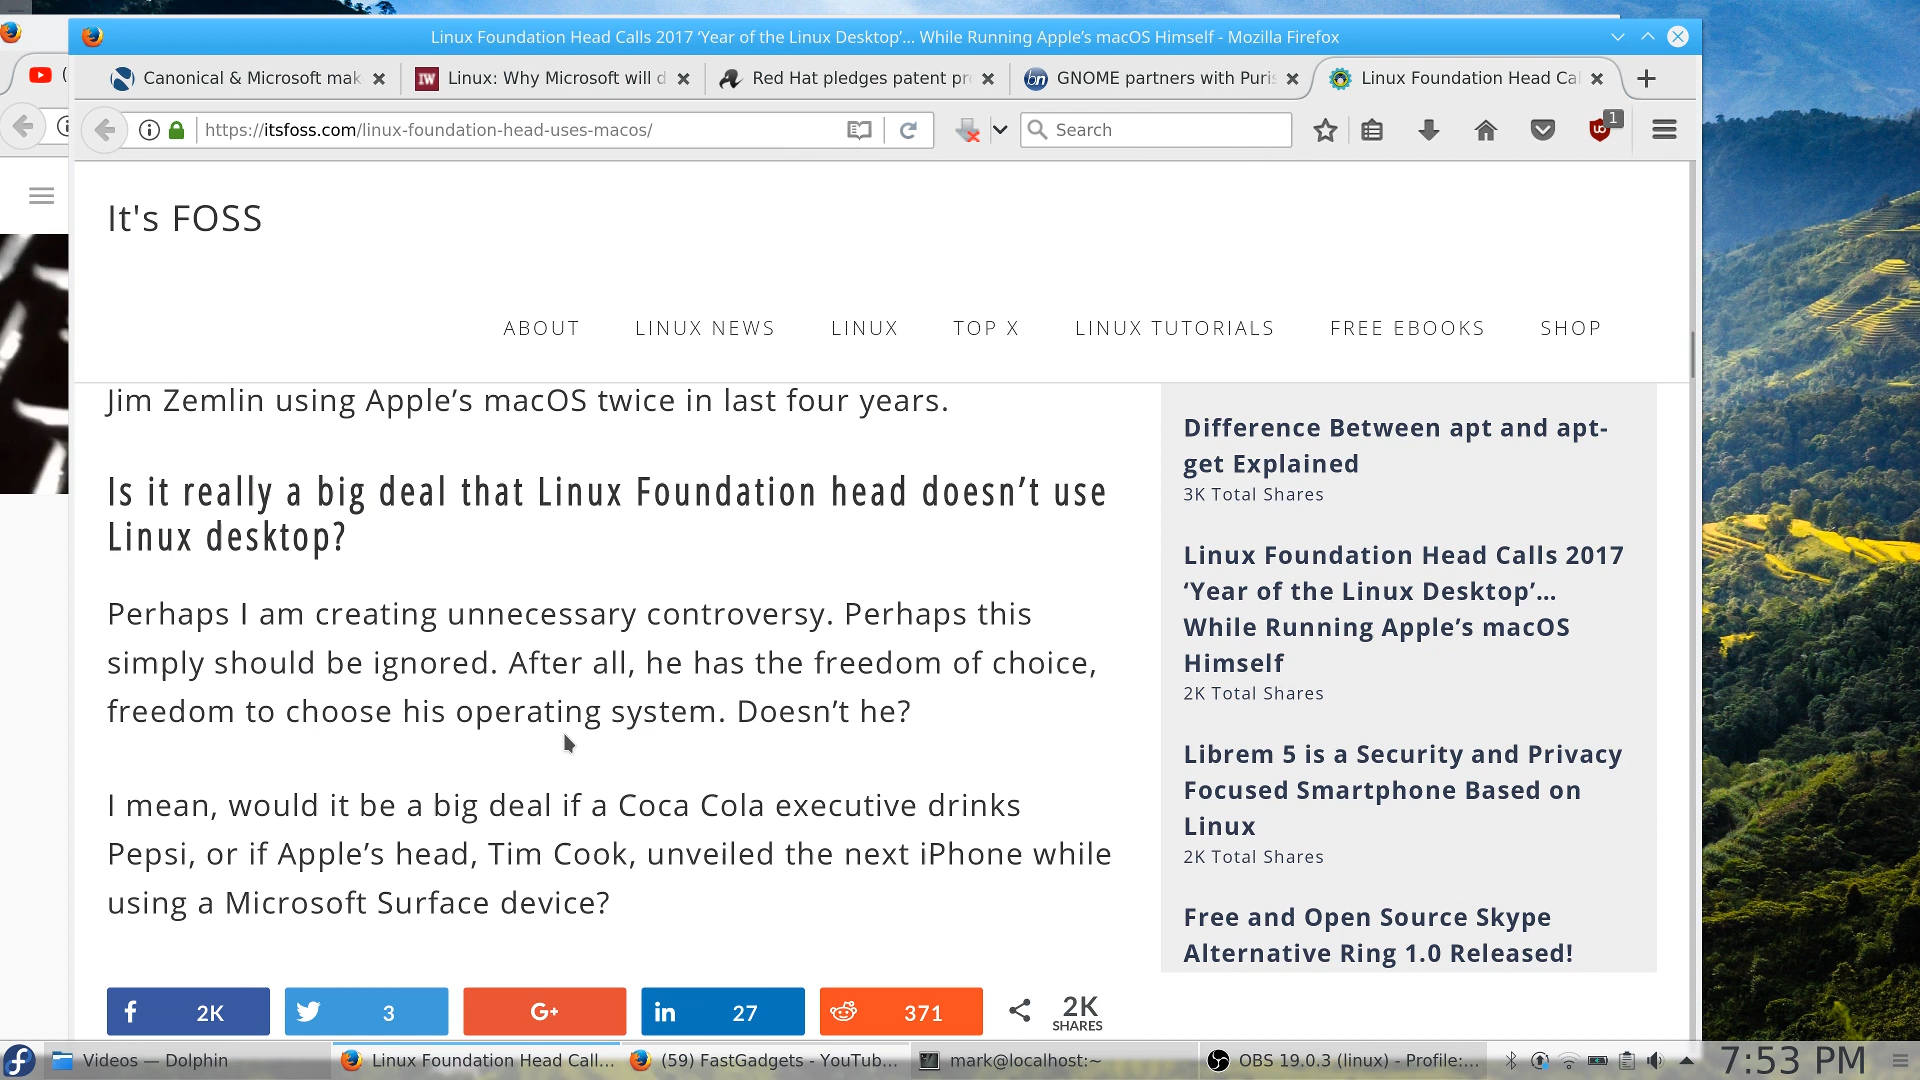 Linux Foundation Head Calls 2017 ‘Year of the Linux Desktop’... While Running Apple’s macOS Himself - Mozilla Firefox
Canonical & Microsoft mak
Linux: Why Microsoft will d
Red Hat pledges patent pr
GNOME partners with Puris
Linux Foundation Head Ca
https://itsfoss.com/linux-foundation-head-uses-macos/
Search
1
It's FOSS
ABOUT LINUX NEWS LINUX TOP X LINUX TUTORIALS FREE EBOOKS SHOP
Jim Zemlin using Apple’s macOS twice in last four years.
Is it really a big deal that Linux Foundation head doesn’t use
Linux desktop?
Perhaps I am creating unnecessary controversy. Perhaps this
simply should be ignored. After all, he has the freedom of choice,
freedom to choose his operating system. Doesn’t he?
I mean, would it be a big deal if a Coca Cola executive drinks
Pepsi, or if Apple’s head, Tim Cook, unveiled the next iPhone while
using a Microsoft Surface device?
2K
3
G+
27
371
2K
SHARES
Difference Between apt and apt-
get Explained
3K Total Shares
Linux Foundation Head Calls 2017
‘Year of the Linux Desktop’...
While Running Apple’s macOS
Himself
2K Total Shares
Librem 5 is a Security and Privacy
Focused Smartphone Based on
Linux
2K Total Shares
Free and Open Source Skype
Alternative Ring 1.0 Released!
Videos — Dolphin
Linux Foundation Head Call...
(59) FastGadgets - YouTub...
mark@localhost:~
OBS 19.0.3 (linux) - Profile:...
7:53 PM